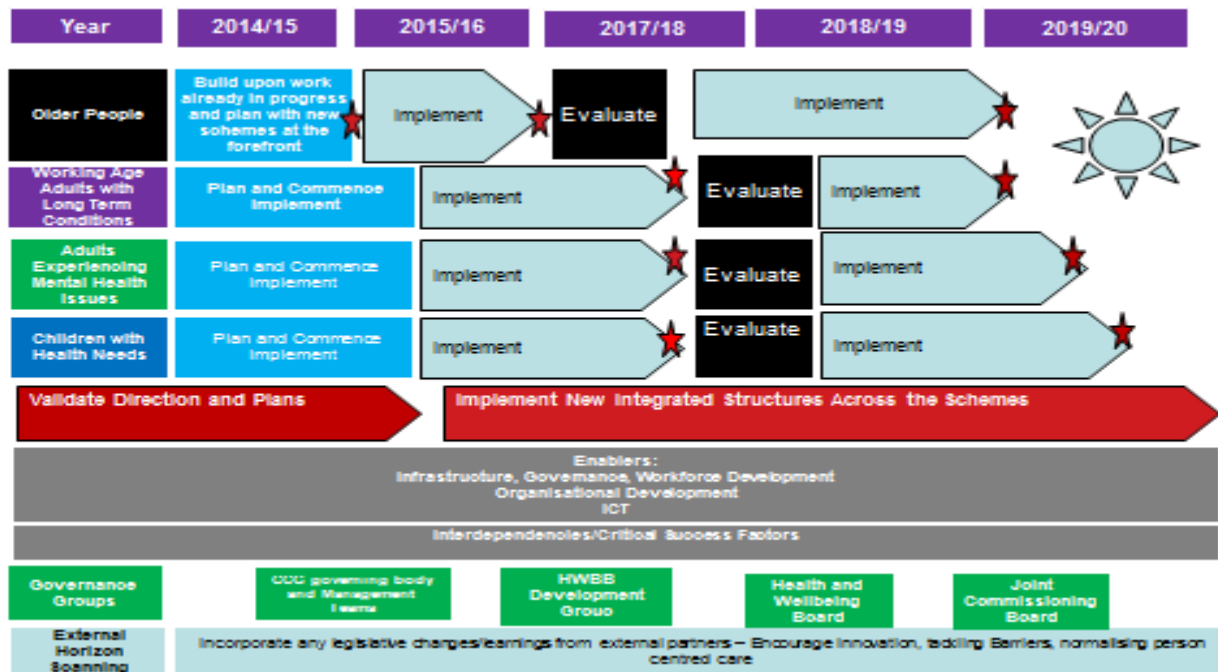 Year
2014/15
2015/16
2017/18
2018/19
2019/20
Older People
Build upon work
already in progress
and plan with new
schemes at the
forefront
Implement
Evaluate
Implement
Working Age
Adults with
Long Term
Conditions
Plan and Commence
Implement
Implement
Evaluate
Implement
Adults
Experiencing
Mental Health
Issues
Plan and Commence
Implement
Implement
Evaluate
Implement
Children with
Health Needs
Plan and Commence
Implement
Implement
Evaluate
Implement
Validate Direction and Plans
Implement New Integrated Structures Across the Schemes
Enablers:
Infrastructure, Governance, Workforce Development
Organisational Development
ICT
Interdependencies/Critical Success Factors
Governance
Groups
governing body
and Management
Teams
HWBB
Development
Group
Health and
Wellbeing
Board
Joint
Commissioning
Board
External
Horizon
Scanning
Incorporate any legislative changes/learnings from external partners – Encourage Innovation, tackling Barriers, normalising person
centred care